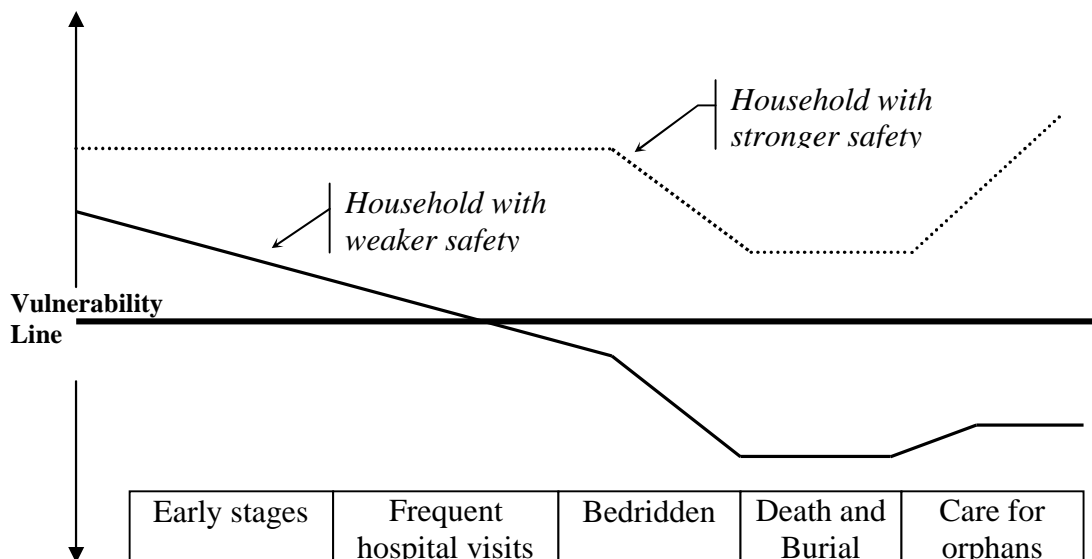 Household with
stronger safety
Household with
weaker safety
Vulnerability
Line
Early stages
Frequent
hospital visits
Bedridden
Death and
Burial
Care for
orphans